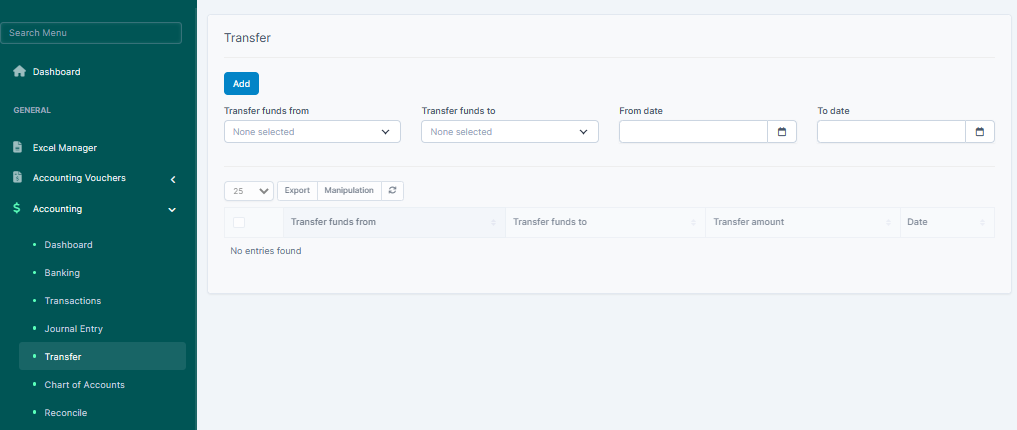 Search Menu
Dashboard
GENERAL
Excel Manager
Accounting Vouchers
Accounting
Dashboard
Banking
Transactions
Journal Entry
Transfer
Chart of Accounts
Reconcile
Transfer
Add
Transfer funds from Transfer funds to From date To date
None selected None selected
25 Export Manipulation
Transfer funds from Transfer funds to Transfer amount Date
No entries found